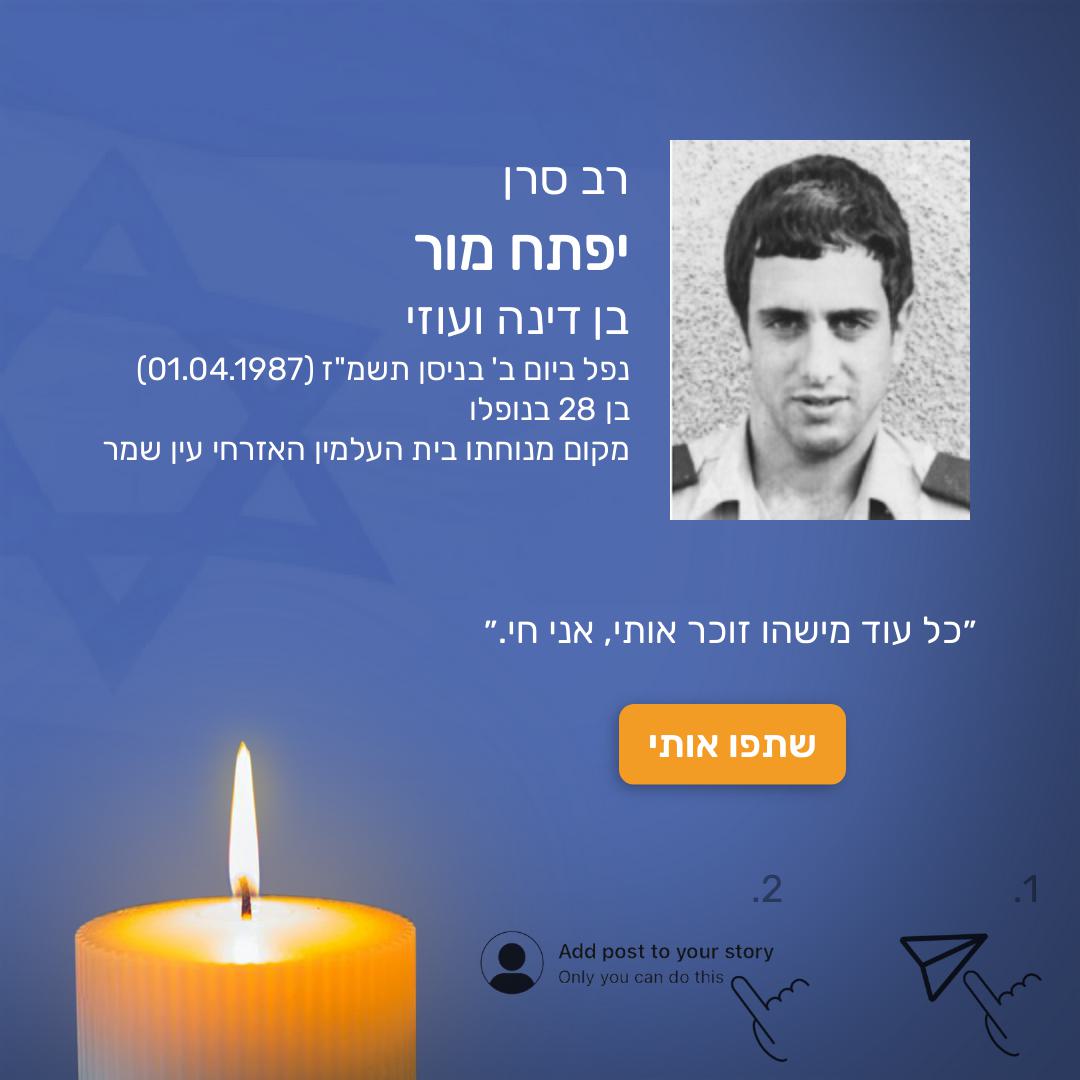 רב סרן
יפתח מור
בן דינה ועוזי
נפל ביום ב' בניסן תשמ"ז (01.04.1987)
בן 28 בנופלו
מקום מנוחתו בית העלמין האזרחי עין שמר
״כל עוד מישהו זוכר אותי, אני חי.״
שתפו אותי
.1
.2
Add post to your story
Only you can do this